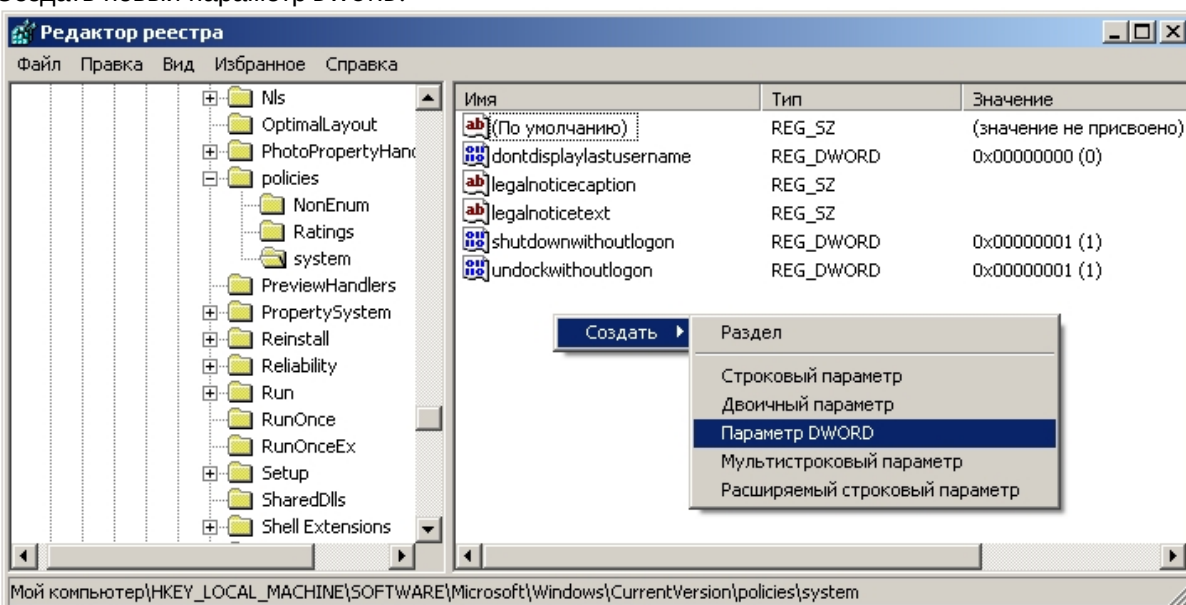 Создать новый параметр DWORD.
Редактор реестра
Файл Правка Вид Избранное Справка
Nls
OptimalLayout
PhotoPropertyHand
policies
NonEnum
Ratings
system
PreviewHandlers
PropertySystem
Reinstall
Reliability
Run
RunOnce
RunOnceEx
Setup
SharedDlls
Shell Extensions
Имя Тип Значение
(По умолчанию) REG_SZ (значение не присвоено)
dontdisplaylastusername REG_DWORD 0x00000000 (0)
legalnoticecaption REG_SZ
legalnoticetext REG_SZ
shutdownwithoutlogon REG_DWORD 0x00000001 (1)
undockwithoutlogon REG_DWORD 0x00000001 (1)
Создать
Раздел
Строковый параметр
Двоичный параметр
Параметр DWORD
Мультистроковый параметр
Расширяемый строковый параметр
Мой компьютер\HKEY_LOCAL_MACHINE\SOFTWARE\Microsoft\Windows\CurrentVersion\policies\system